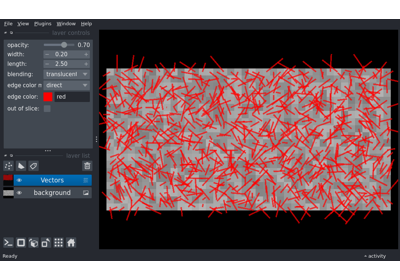 File View Plugins Window Help
layer controls
opacity: 0.70
width: 0.20
length: 2.50
blending: translucent
edge color m direct
edge color: red
out of slice:
layer list
Vectors
background
Ready
activity